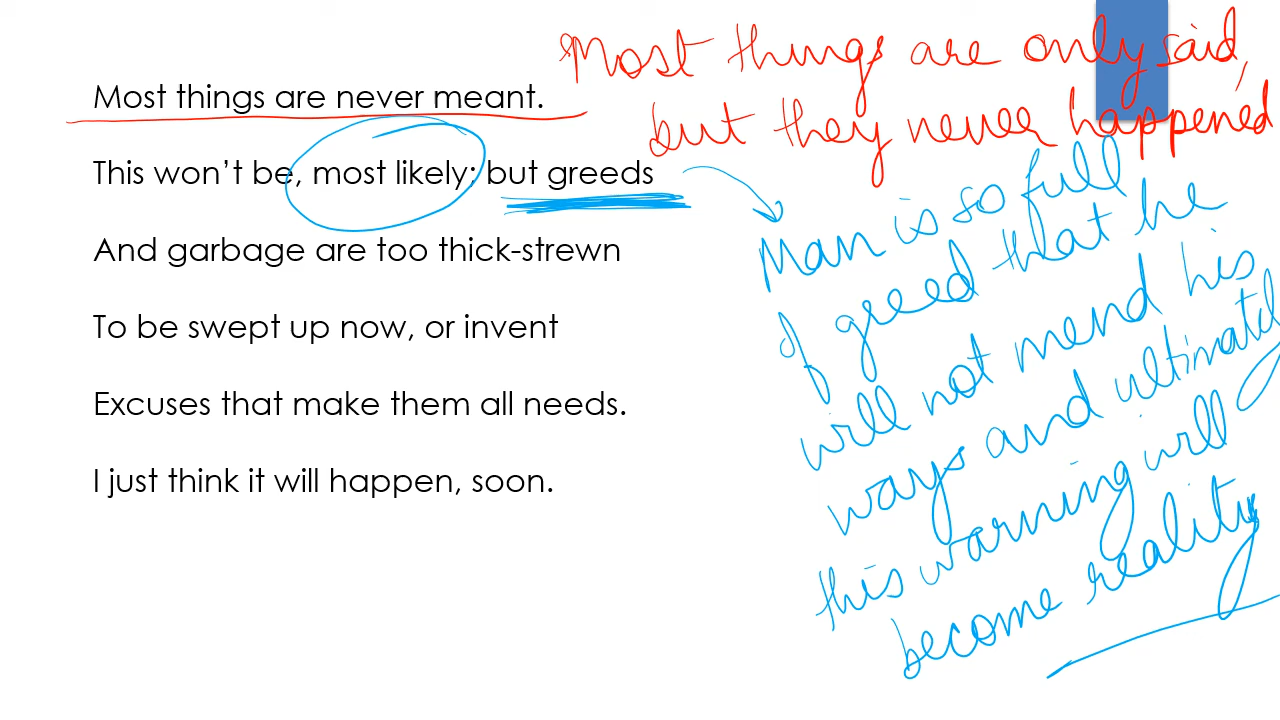 Most things are never meant.
This won't be, most likely; but greeds
And garbage are too thick-strewn
To be swept up now, or invent
Excuses that make them all needs.
I just think it will happen, soon.
Most things are only said,
but they never happened
Man is so full
of greed that he
will not mend his
ways and ultimately
this warning will
become reality